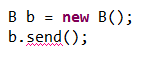 B b = new B();
b.send();